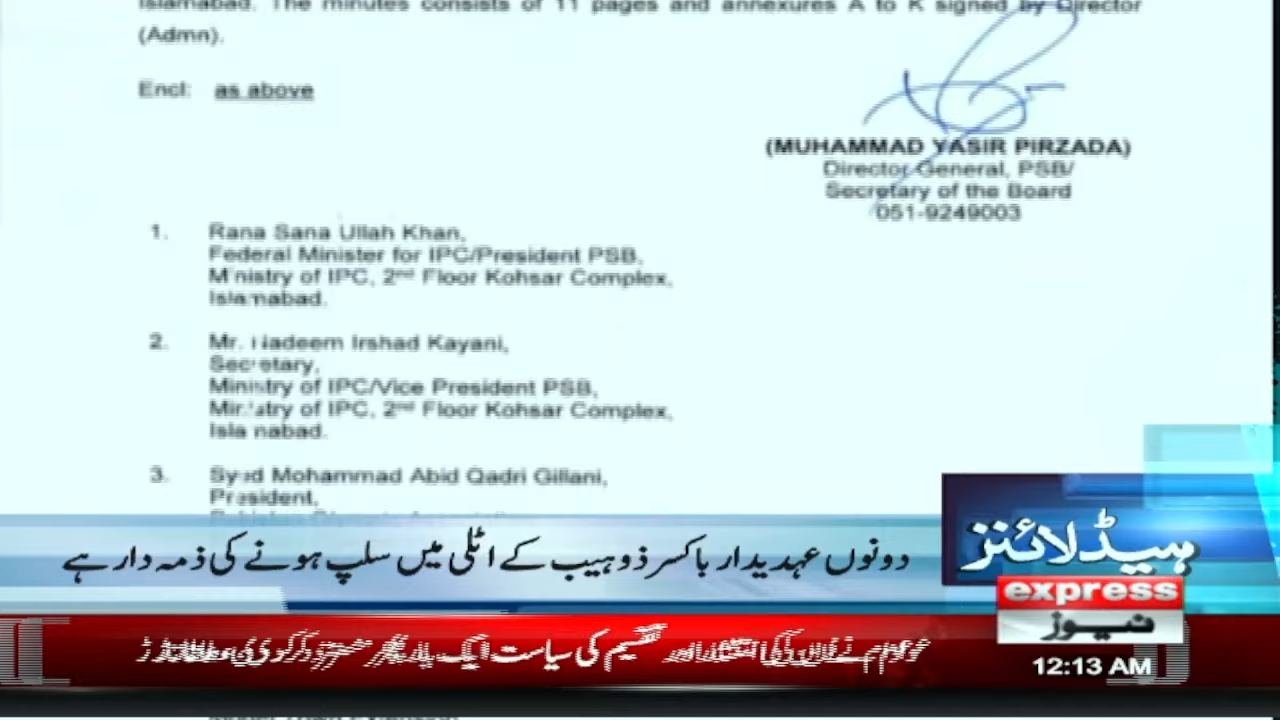 Islamabad. The minutes consists of 11 pages and annexures A to K signed by Director
(Admn).
Encl: as above
(MUHAMMAD YASIR PIRZADA)
Director General, PSB/
Secretary of the Board
051-9249003
1. Rana Sana Ullah Khan,
Federal Minister for IPC/President PSB,
Ministry of IPC, 2nd Floor Kohsar Complex,
Islamabad.
2. Mr. Nadeem Irshad Kayani,
Secretary,
Ministry of IPC/Vice President PSB,
Ministry of IPC, 2nd Floor Kohsar Complex,
Islamabad.
3. Syed Mohammad Abid Qadri Gillani,
President,
ہیڈلائنز
دونوں عہدیدار باکسر ذوہیب کے اٹلی میں سلپ ہونے کی ذمہ دار ہے
express
نیوز
تقسیم کی سیاست ایک
12:13 AM